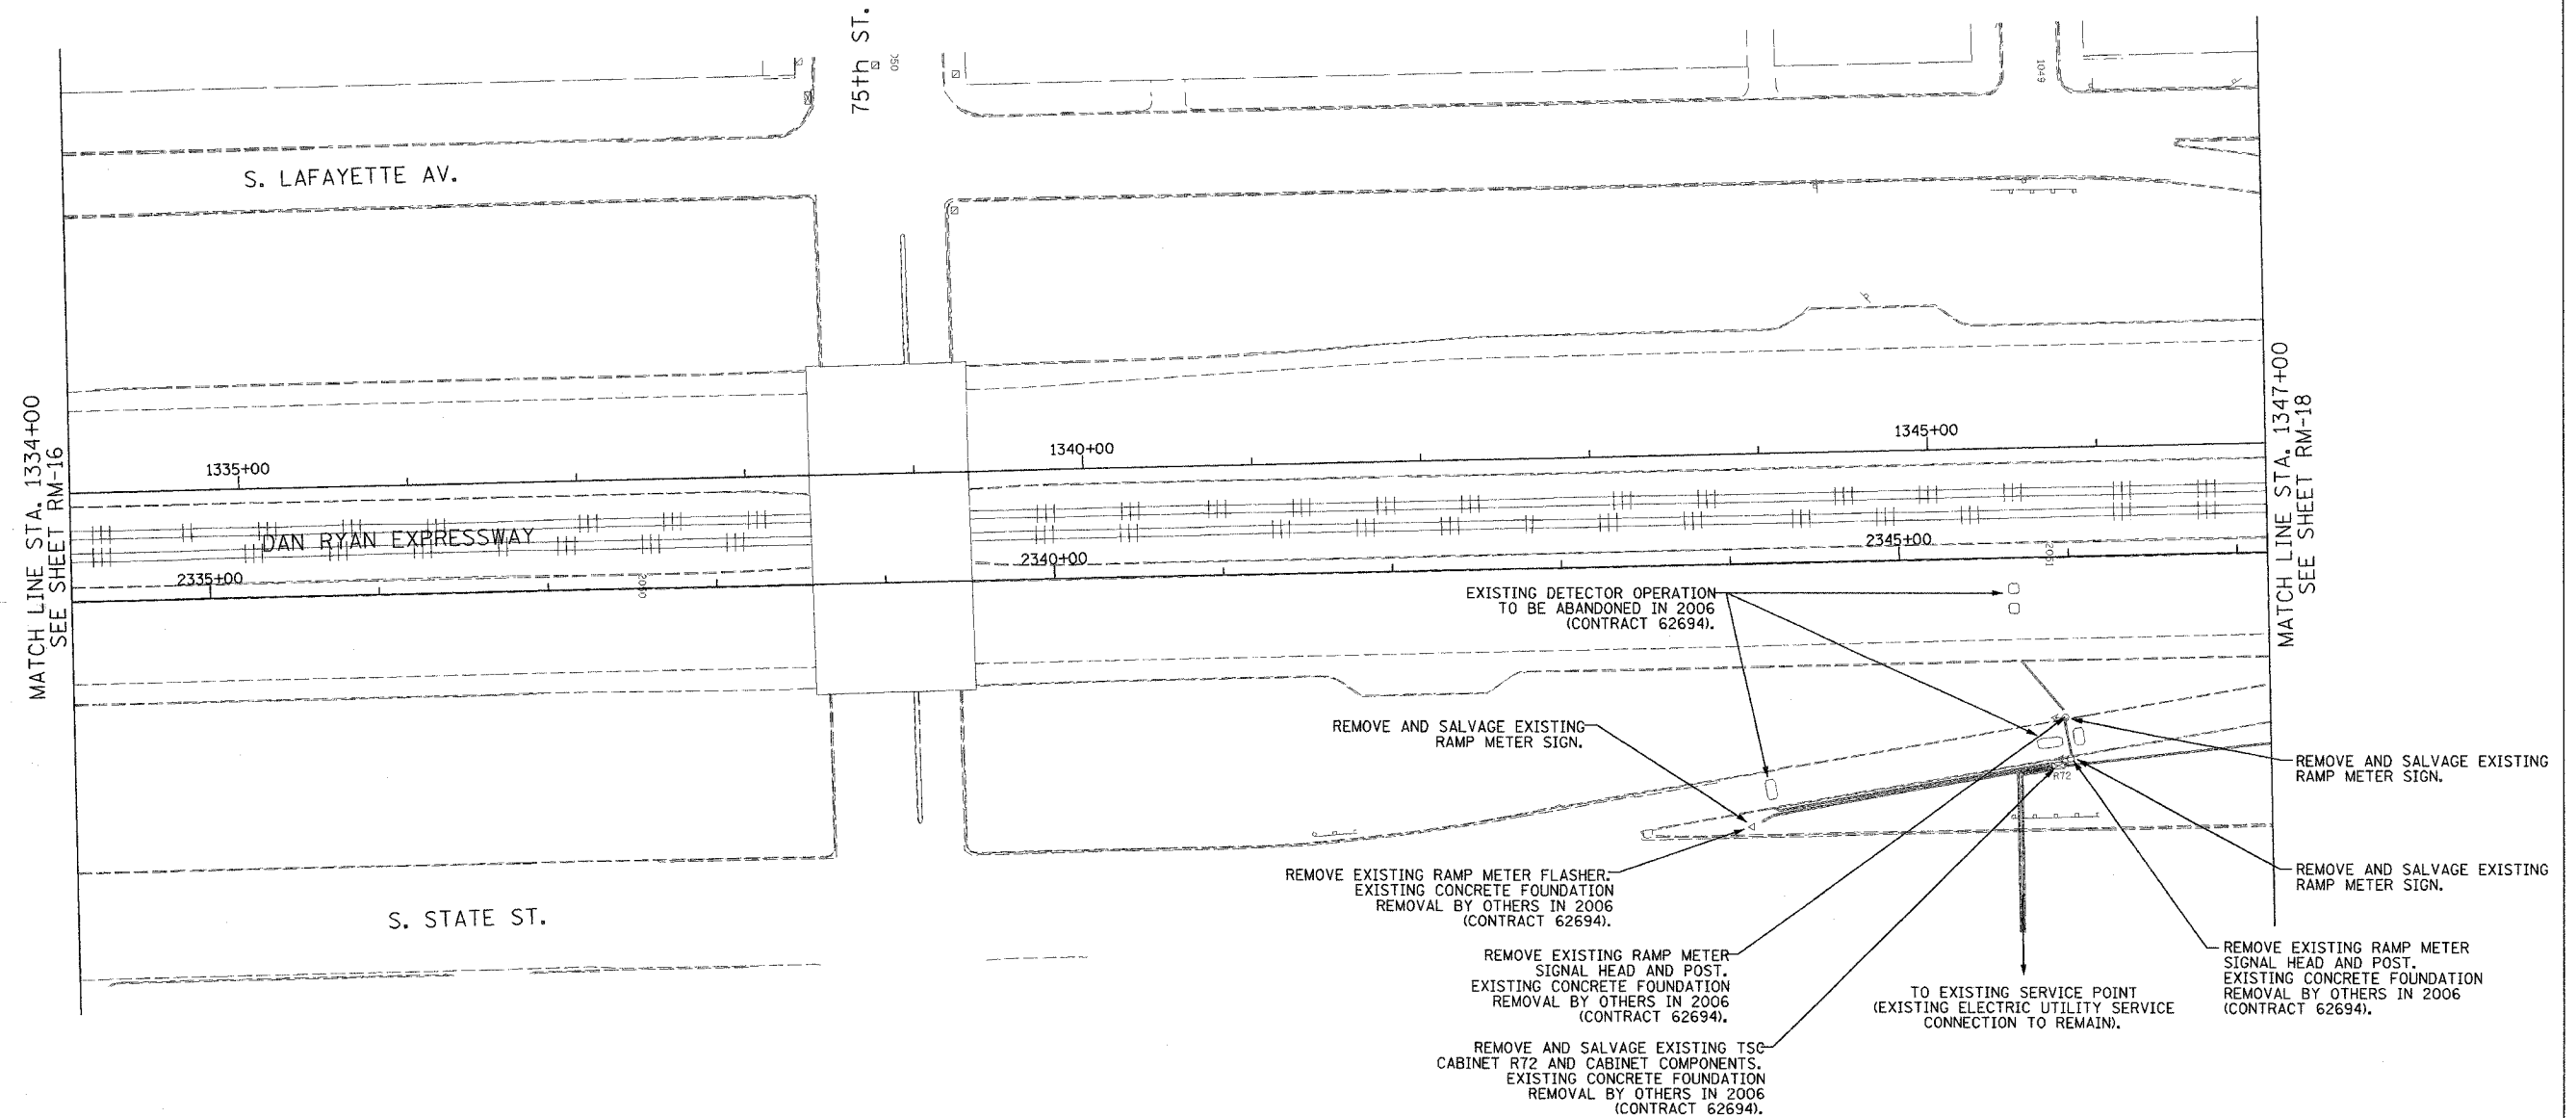 75th ST.
050
1049
S. LAFAYETTE AV.
MATCH LINE STA. 1334+00
SEE SHEET RM-16
1335+00
1340+00
1345+00
DAN RYAN EXPRESSWAY
2335+00
2340+00
2345+00
2050
2051
MATCH LINE STA. 1347+00
SEE SHEET RM-18
EXISTING DETECTOR OPERATION
TO BE ABANDONED IN 2006
(CONTRACT 62694).
REMOVE AND SALVAGE EXISTING
RAMP METER SIGN.
R72
REMOVE AND SALVAGE EXISTING
RAMP METER SIGN.
REMOVE EXISTING RAMP METER FLASHER.
EXISTING CONCRETE FOUNDATION
REMOVAL BY OTHERS IN 2006
(CONTRACT 62694).
REMOVE AND SALVAGE EXISTING
RAMP METER SIGN.
S. STATE ST.
REMOVE EXISTING RAMP METER
SIGNAL HEAD AND POST.
EXISTING CONCRETE FOUNDATION
REMOVAL BY OTHERS IN 2006
(CONTRACT 62694).
TO EXISTING SERVICE POINT
(EXISTING ELECTRIC UTILITY SERVICE
CONNECTION TO REMAIN).
REMOVE EXISTING RAMP METER
SIGNAL HEAD AND POST.
EXISTING CONCRETE FOUNDATION
REMOVAL BY OTHERS IN 2006
(CONTRACT 62694).
REMOVE AND SALVAGE EXISTING TSC
CABINET R72 AND CABINET COMPONENTS.
EXISTING CONCRETE FOUNDATION
REMOVAL BY OTHERS IN 2006
(CONTRACT 62694).